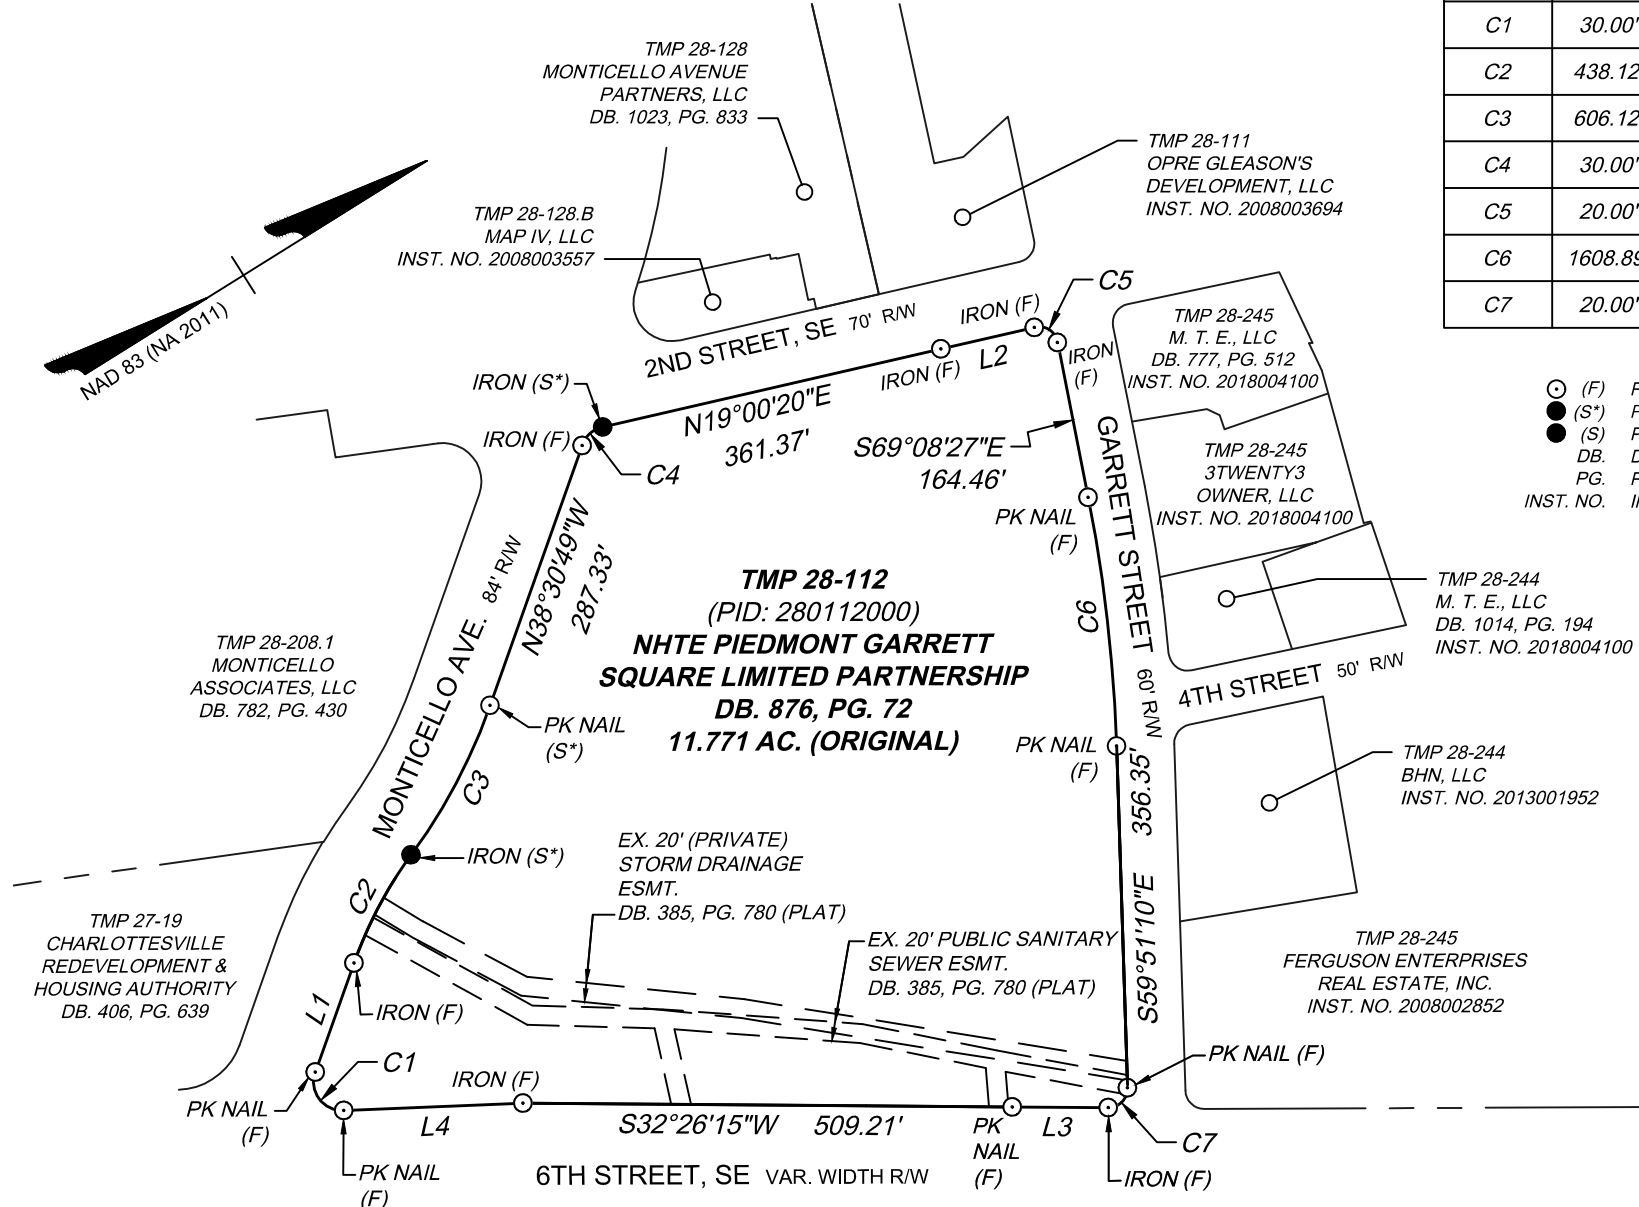 TMP 28-128
MONTICELLO AVENUE
PARTNERS, LLC
DB. 1023, PG. 833
TMP 28-111
OPRE GLEASON'S
DEVELOPMENT, LLC
INST. NO. 2008003694
C1 30.00'
C2 438.12
C3 606.12
C4 30.00'
C5 20.00'
C6 1608.89
C7 20.00'
NAD 83 (NA 2011)
TMP 28-128.B
MAP IV, LLC
INST. NO. 2008003557
2ND STREET, SE 70' R/W
IRON (F)
C5
IRON (F)
L2
IRON
(F)
TMP 28-245
M. T. E., LLC
DB. 777, PG. 512
INST. NO. 2018004100
(F)
(S*)
(S)
DB.
PG.
INST. NO.
IRON (S*)
IRON (F)
C4
N19°00'20"E
361.37'
S69°08'27"E
164.46'
PK NAIL
(F)
GARRETT STREET 60' R/W
TMP 28-245
3TWENTY3
OWNER, LLC
INST. NO. 2018004100
TMP 28-244
M. T. E., LLC
DB. 1014, PG. 194
INST. NO. 2018004100
N38°30'49"W
287.33'
MONTICELLO AVE. 84' R/W
TMP 28-112
(PID: 280112000)
NHTE PIEDMONT GARRETT
SQUARE LIMITED PARTNERSHIP
DB. 876, PG. 72
11.771 AC. (ORIGINAL)
C6
4TH STREET 50' R/W
TMP 28-208.1
MONTICELLO
ASSOCIATES, LLC
DB. 782, PG. 430
PK NAIL
(S*)
C3
PK NAIL
(F)
S59°51'10"E 356.35'
TMP 28-244
BHN, LLC
INST. NO. 2013001952
IRON (S*)
C2
EX. 20' (PRIVATE)
STORM DRAINAGE
ESMT.
DB. 385, PG. 780 (PLAT)
EX. 20' PUBLIC SANITARY
SEWER ESMT.
DB. 385, PG. 780 (PLAT)
TMP 27-19
CHARLOTTESVILLE
REDEVELOPMENT &
HOUSING AUTHORITY
DB. 406, PG. 639
TMP 28-245
FERGUSON ENTERPRISES
REAL ESTATE, INC.
INST. NO. 2008002852
L1
IRON (F)
C1
PK NAIL
(F)
IRON (F)
PK NAIL (F)
L4
S32°26'15"W 509.21'
PK
NAIL
(F)
L3
C7
PK NAIL
(F)
IRON (F)
6TH STREET, SE VAR. WIDTH R/W